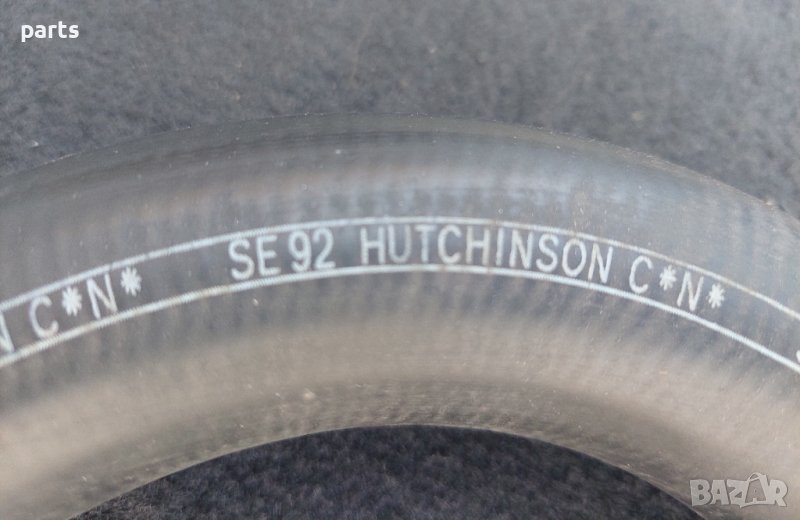 parts
N C*N* SE 92 HUTCHINSON C*N*
BAZAR